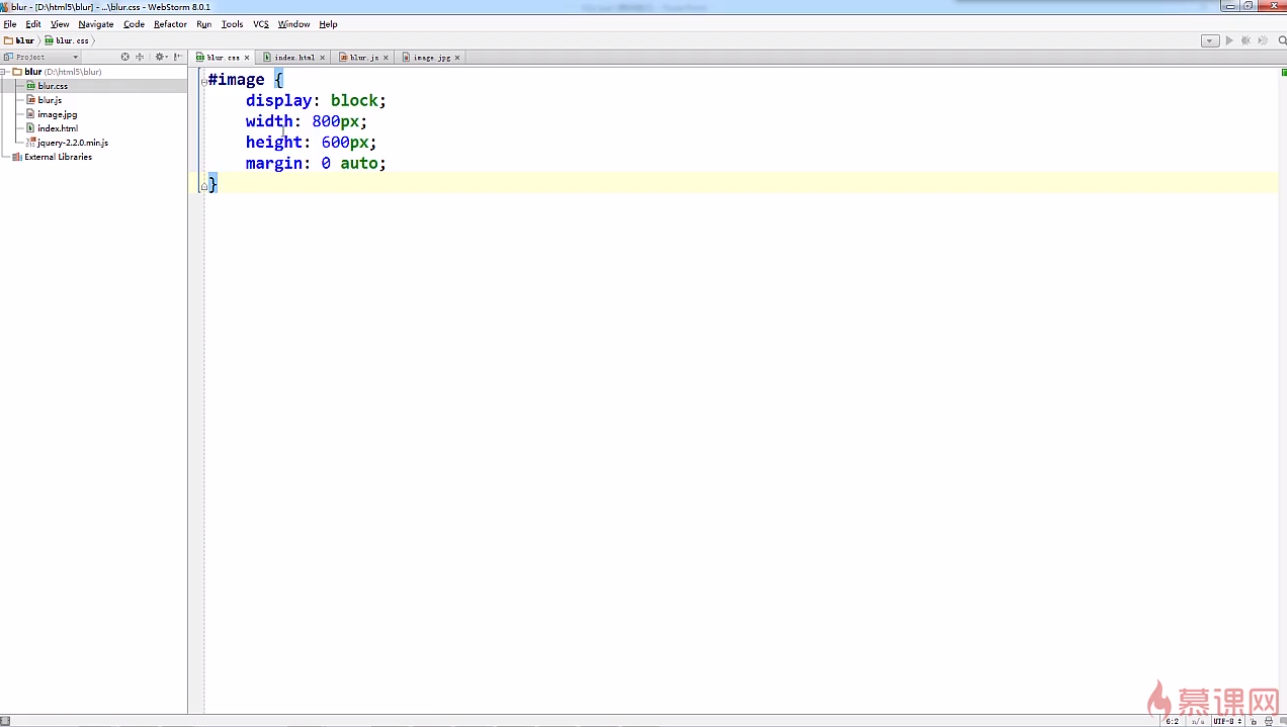 blur - [D:\html5\blur] - ...\blur.css - WebStorm 8.0.1
File Edit View Navigate Code Refactor Run Tools VCS Window Help
blur blur.css
Project
blur.css index.html blur.js image.jpg
blur (D:\html5\blur)
blur.css
blur.js
image.jpg
index.html
jquery-2.2.0.min.js
External Libraries
#image {
display: block;
width: 800px;
height: 600px;
margin: 0 auto;
}
慕课网
6:2 n/a UTF-8